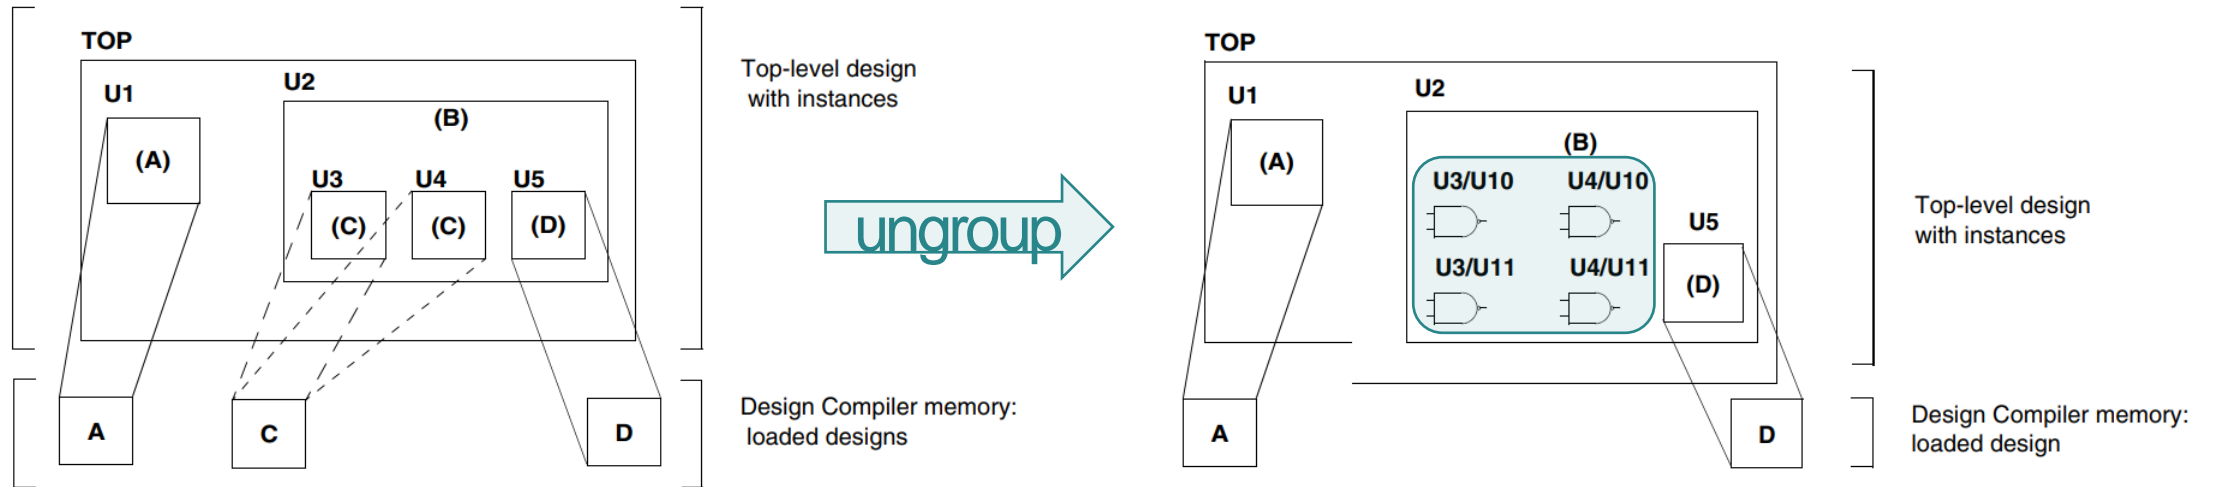 TOP
U1
(A)
U2
(B)
U3
(C)
U4
(C)
U5
(D)
A
C
D
Top-level design
with instances
Design Compiler memory:
loaded designs
ungroup
TOP
U1
(A)
U2
(B)
U3/U10
U4/U10
U3/U11
U4/U11
U5
(D)
A
D
Top-level design
with instances
Design Compiler memory:
loaded design